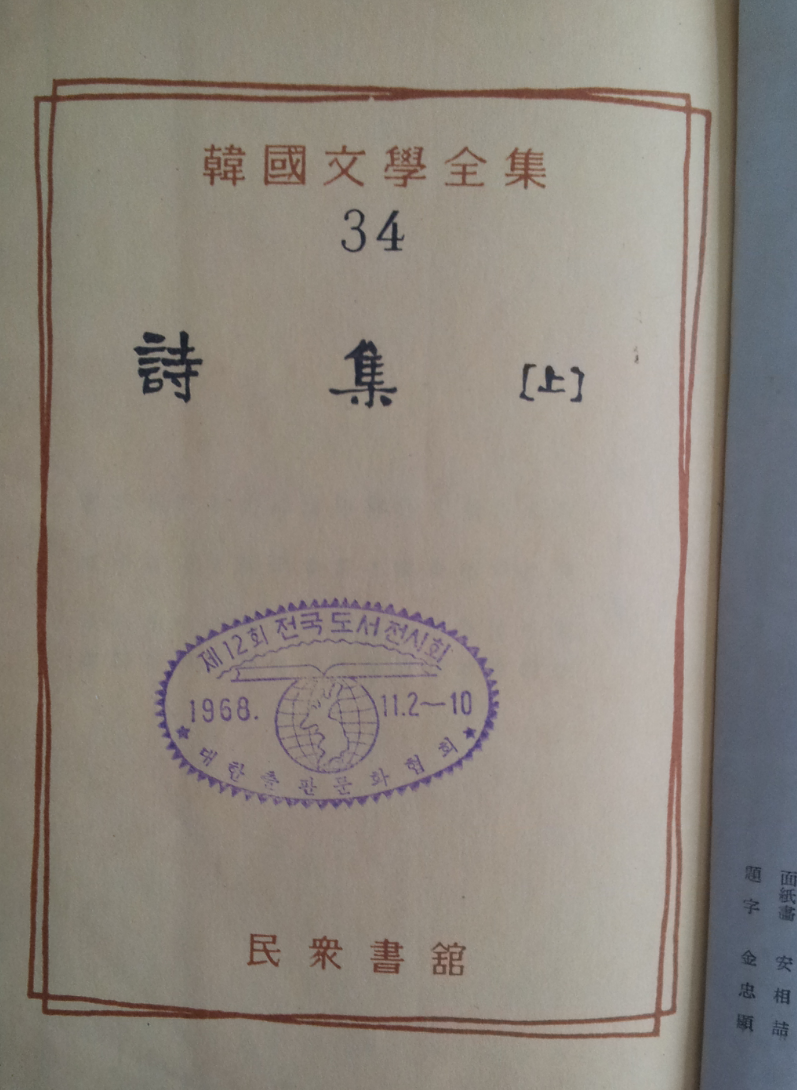 韓國文學全集
34
詩集 [上]
제12회 전국도서전시회
1968. 11.2~10
대한출판문화협회
民衆書舘
面紙畵 安相喆
題字 金忠顯